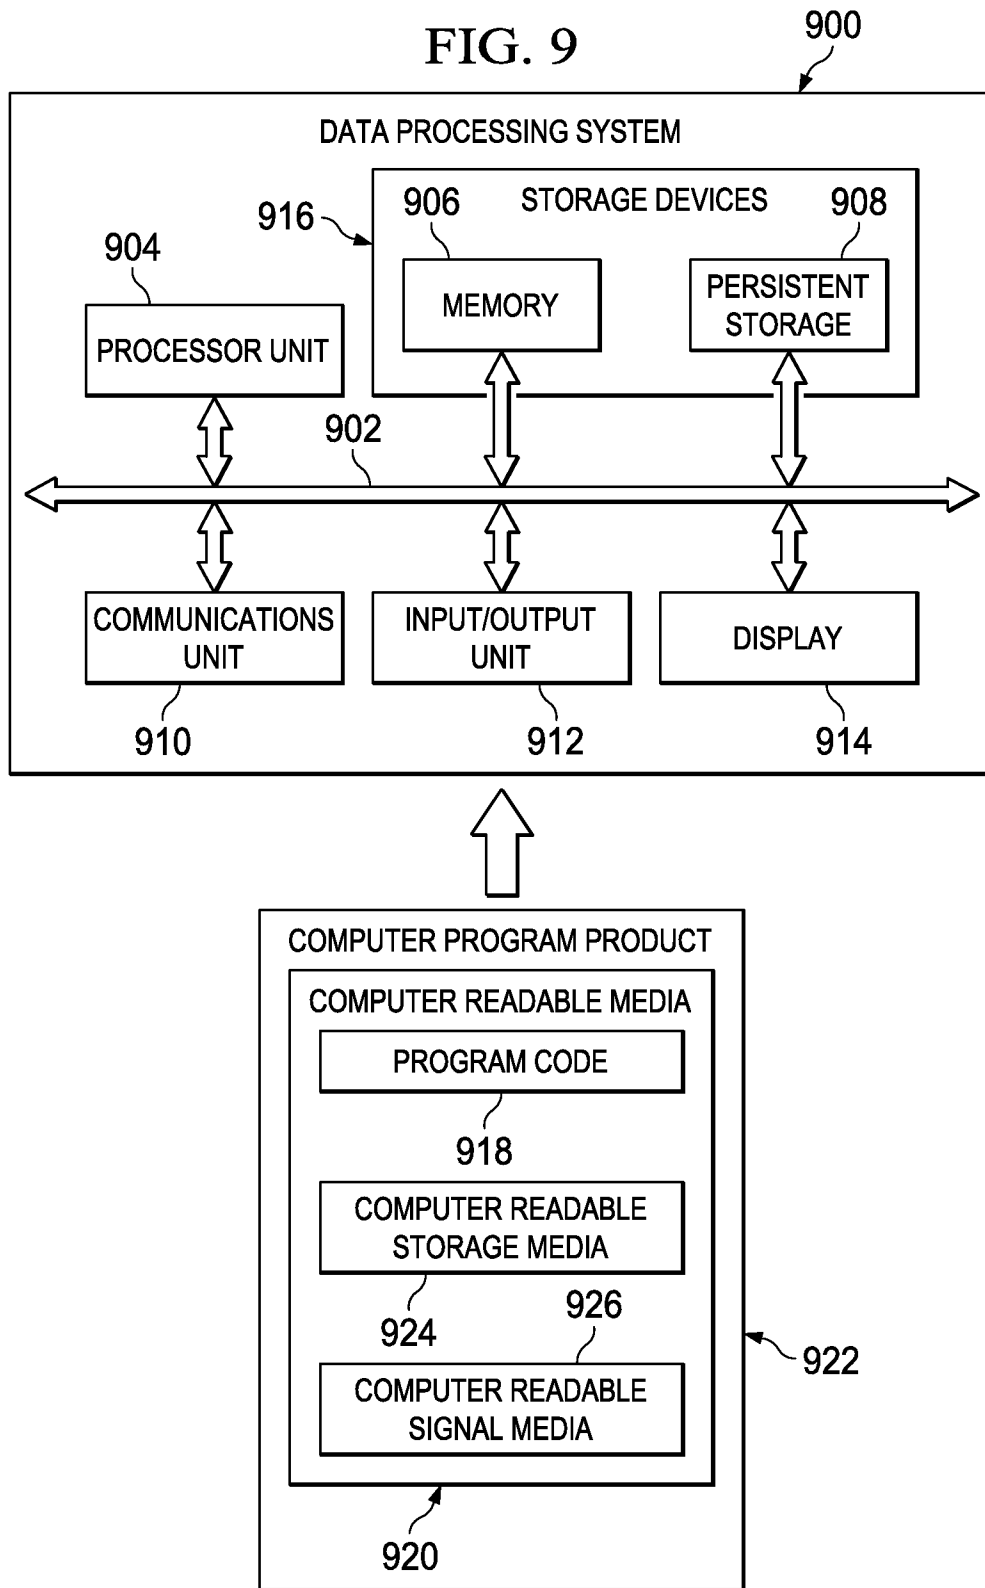 FIG. 9
900
DATA PROCESSING SYSTEM
STORAGE DEVICES
906
908
916
904
MEMORY
PERSISTENT
STORAGE
PROCESSOR UNIT
902
COMMUNICATIONS
UNIT
INPUT/OUTPUT
UNIT
DISPLAY
910
912
914
COMPUTER PROGRAM PRODUCT
COMPUTER READABLE MEDIA
PROGRAM CODE
918
COMPUTER READABLE
STORAGE MEDIA
924
926
922
COMPUTER READABLE
SIGNAL MEDIA
920